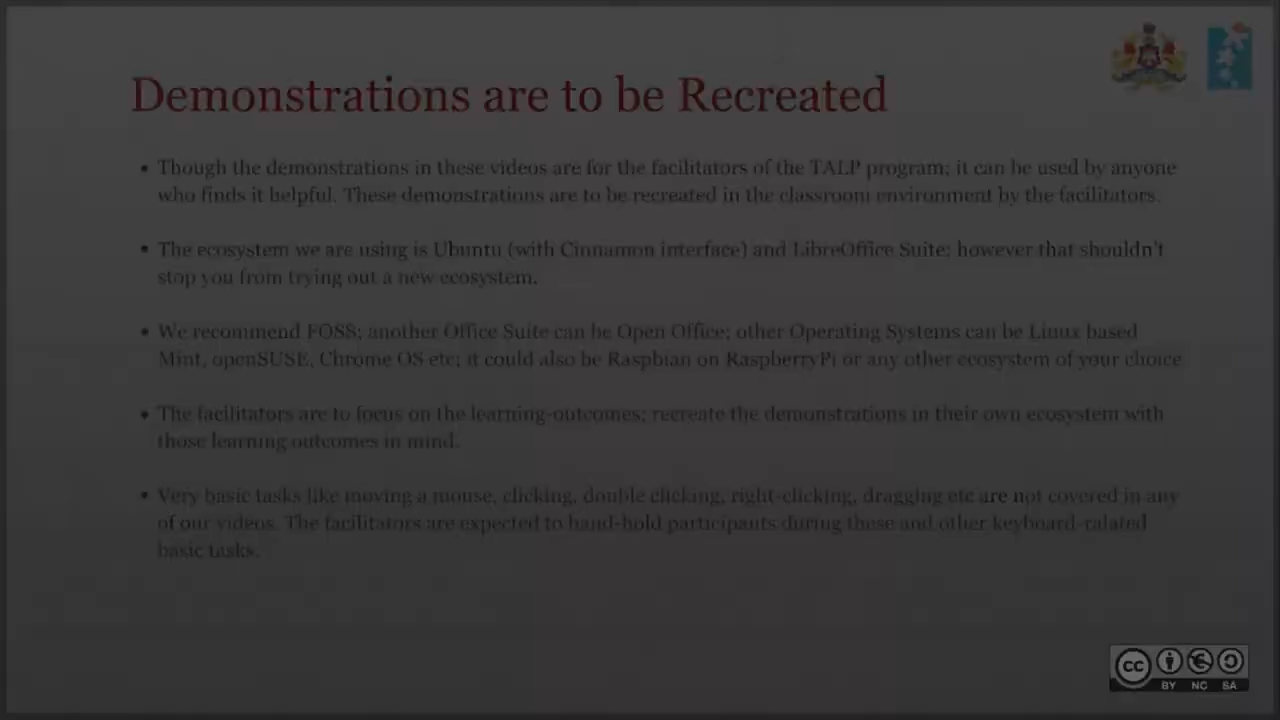 Demonstrations are to be Recreated
• Though the demonstrations in these videos are for the facilitators of the TALP program; it can be used by anyone
who finds it helpful. These demonstrations are to be recreated in the classroom environment by the facilitators.
• The ecosystem we are using is Ubuntu (with Cinnamon interface) and LibreOffice Suite; however that shouldn't
stop you from trying out a new ecosystem.
• We recommend FOSS; another Office Suite can be Open Office; other Operating Systems can be Linux based
Mint, openSUSE, Chrome OS etc; it could also be Raspbian on RaspberryPi or any other ecosystem of your choice
• The facilitators are to focus on the learning-outcomes; recreate the demonstrations in their own ecosystem with
those learning outcomes in mind.
• Very basic tasks like moving a mouse, clicking, double clicking, right-clicking, dragging etc are not covered in any
of our videos. The facilitators are expected to hand-hold participants during these and other keyboard-ralated
basic tasks.
cc
BY NC SA